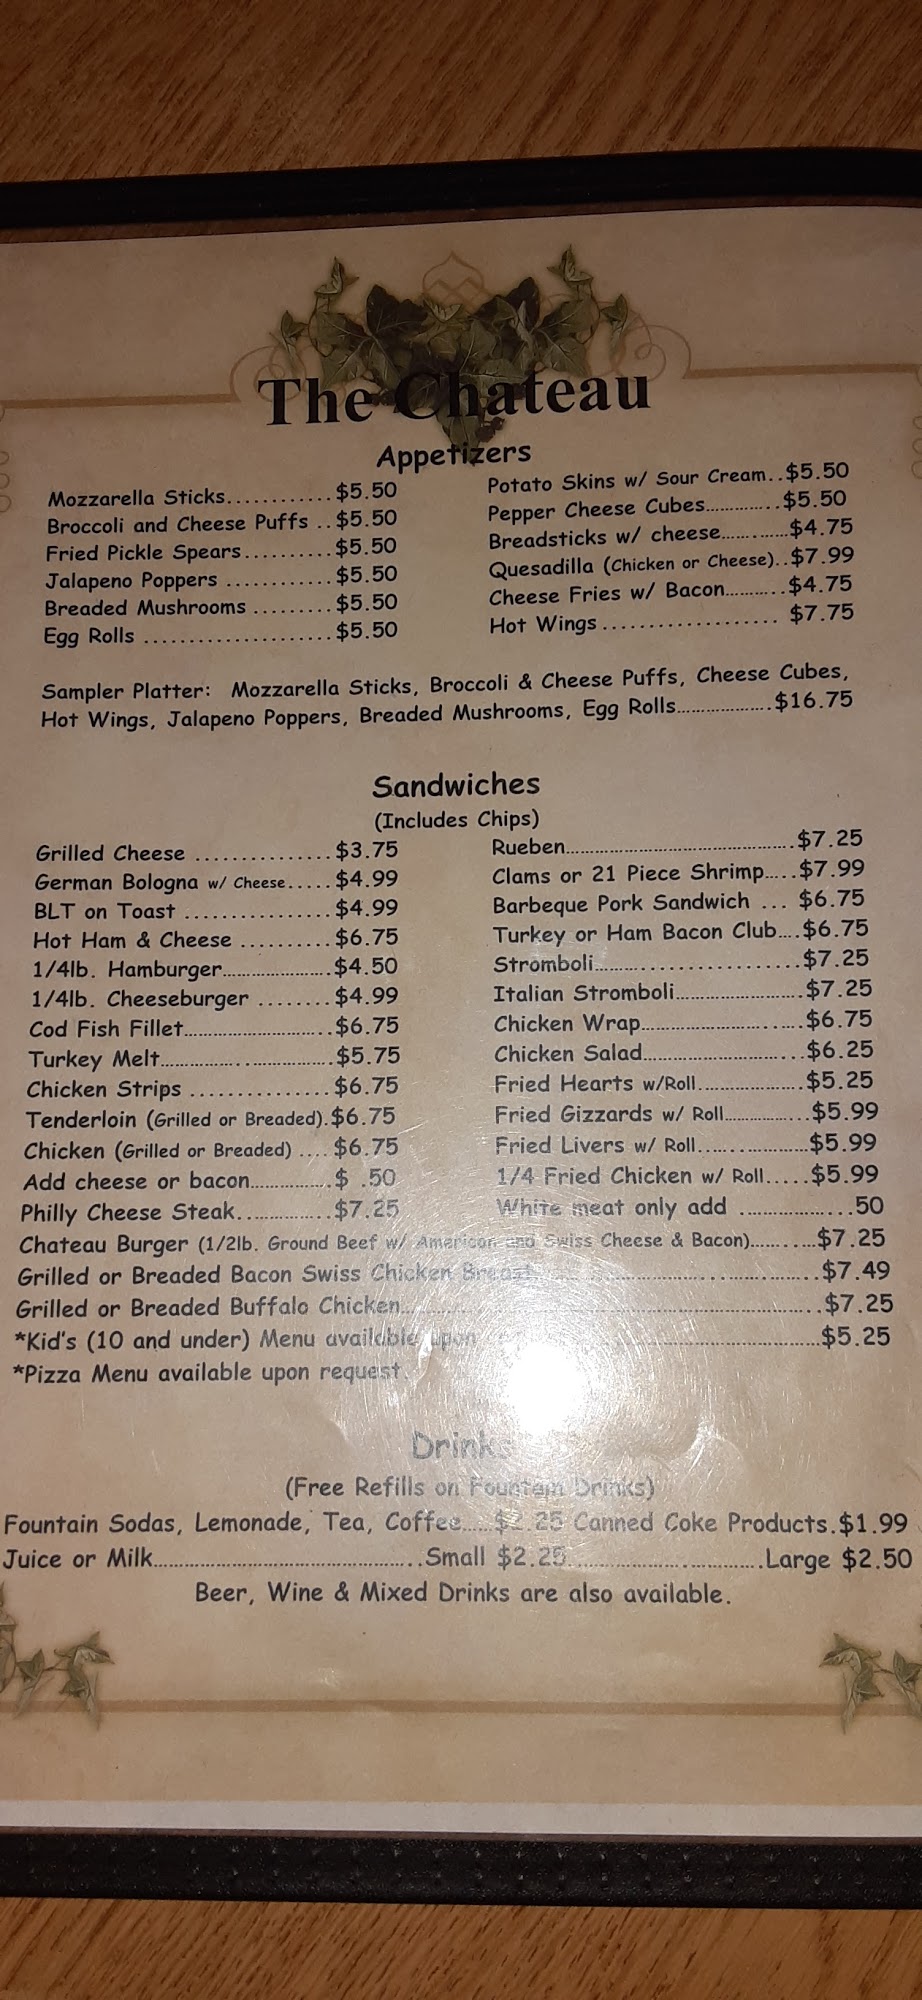 The Chateau
Appetizers
Mozzarella Sticks............$5.50
Broccoli and Cheese Puffs ..$5.50
Fried Pickle Spears..........$5.50
Jalapeno Poppers ............$5.50
Breaded Mushrooms .........$5.50
Egg Rolls .....................$5.50
Potato Skins w/ Sour Cream..$5.50
Pepper Cheese Cubes.............$5.50
Breadsticks w/ cheese.............$4.75
Quesadilla (Chicken or Cheese)..$7.99
Cheese Fries w/ Bacon...........$4.75
Hot Wings................... $7.75
Sampler Platter: Mozzarella Sticks, Broccoli & Cheese Puffs, Cheese Cubes,
Hot Wings, Jalapeno Poppers, Breaded Mushrooms, Egg Rolls...................$16.75
Sandwiches
(Includes Chips)
Grilled Cheese ...............$3.75
German Bologna w/ Cheese.....$4.99
BLT on Toast ................$4.99
Hot Ham & Cheese ..........$6.75
1/4lb. Hamburger......................$4.50
1/4lb. Cheeseburger ........$4.99
Cod Fish Fillet...........................$6.75
Turkey Melt..............................$5.75
Chicken Strips ................$6.75
Tenderloin (Grilled or Breaded).$6.75
Chicken (Grilled or Breaded) ....$6.75
Add cheese or bacon................$ .50
Philly Cheese Steak................$7.25
Rueben.......................................$7.25
Clams or 21 Piece Shrimp.....$7.99
Barbeque Pork Sandwich ... $6.75
Turkey or Ham Bacon Club....$6.75
Stromboli..........................$7.25
Italian Stromboli........................$7.25
Chicken Wrap...........................$6.75
Chicken Salad...........................$6.25
Fried Hearts w/Roll..................$5.25
Fried Gizzards w/ Roll...............$5.99
Fried Livers w/ Roll..................$5.99
1/4 Fried Chicken w/ Roll.....$5.99
White meat only add ................50
Chateau Burger (1/2lb. Ground Beef w/ American and Swiss Cheese & Bacon)..........$7.25
Grilled or Breaded Bacon Swiss Chicken Breast...............................$7.49
Grilled or Breaded Buffalo Chicken..................................................$7.25
*Kid's (10 and under) Menu available upon ..............................$5.25
*Pizza Menu available upon request.
Drinks
(Free Refills on Fountain Drinks)
Fountain Sodas, Lemonade, Tea, Coffee.....$2.25 Canned Coke Products.$1.99
Juice or Milk..........................................Small $2.25..............................Large $2.50
Beer, Wine & Mixed Drinks are also available.